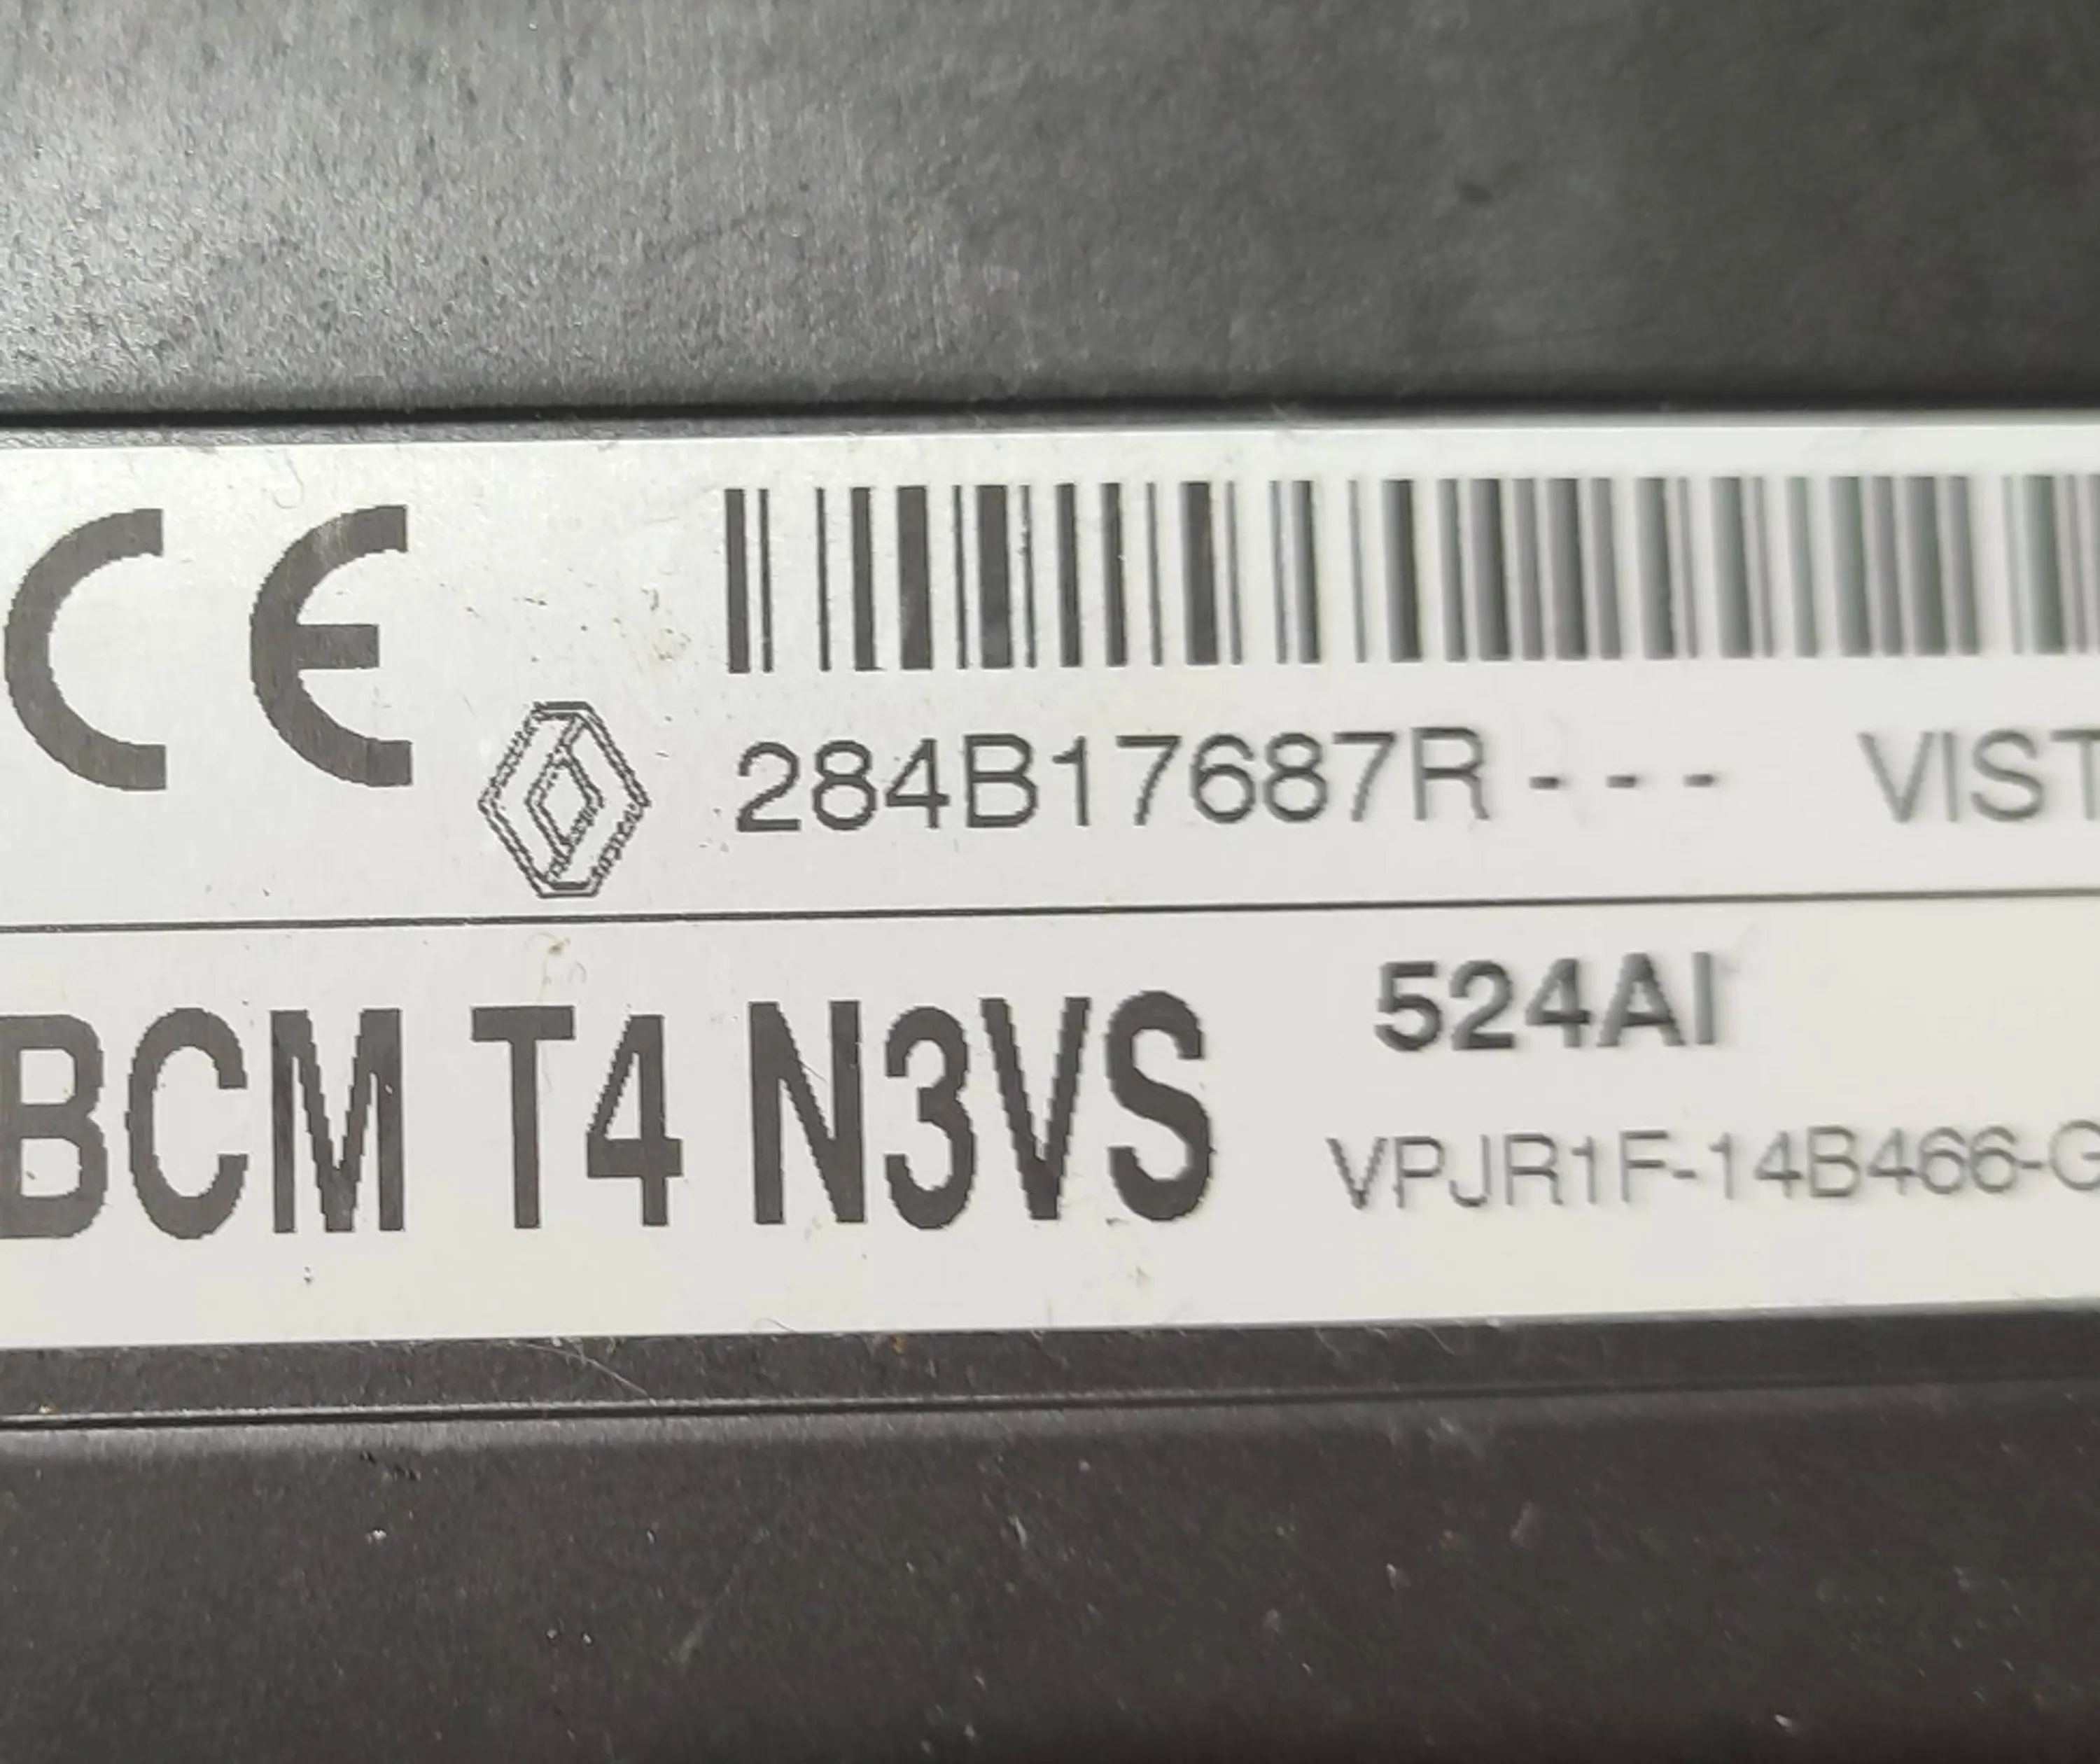 CE
284B17687R--- VIST
BCM T4 N3VS
524AI
VPJR1F-14B466-G